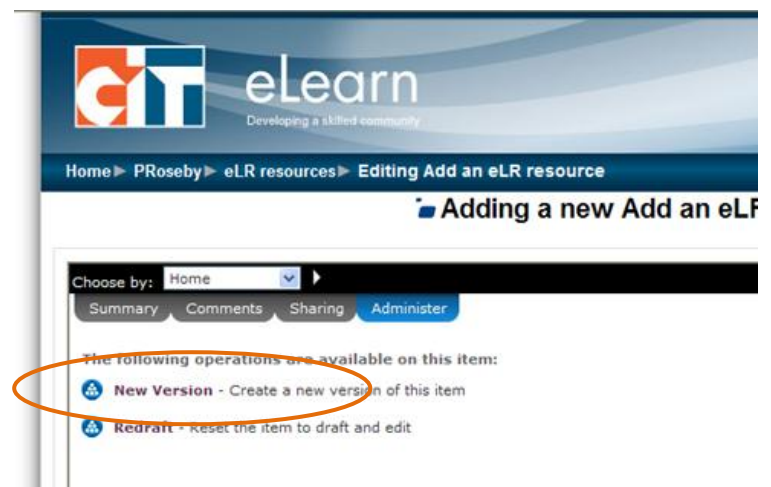 CIT
eLearn
Developing a skilled community
Home► PRoseby► eLR resources► Editing Add an eLR resource
Adding a new Add an eLR
Choose by: Home
Summary Comments Sharing Administer
The following operations are available on this item:
New Version - Create a new version of this item
Redraft - Reset the item to draft and edit